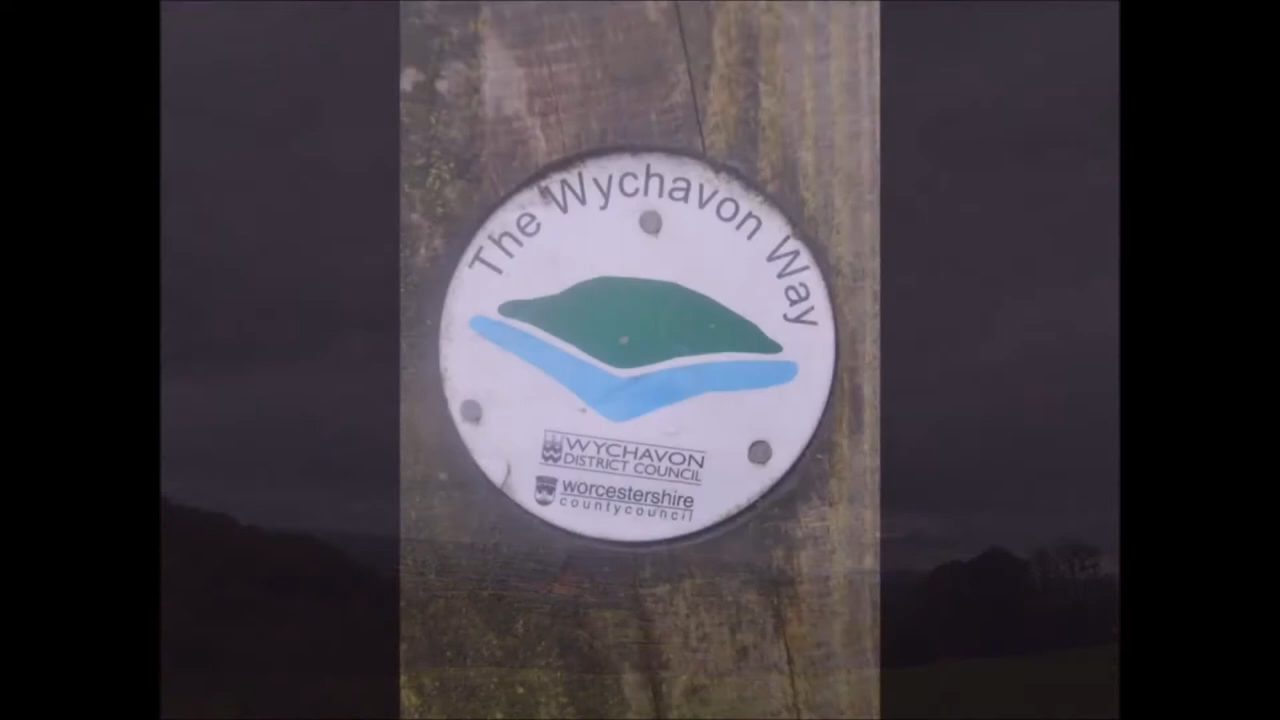 The Wychavon Way
WYCHAVON
DISTRICT COUNCIL
worcestershire
countycouncil